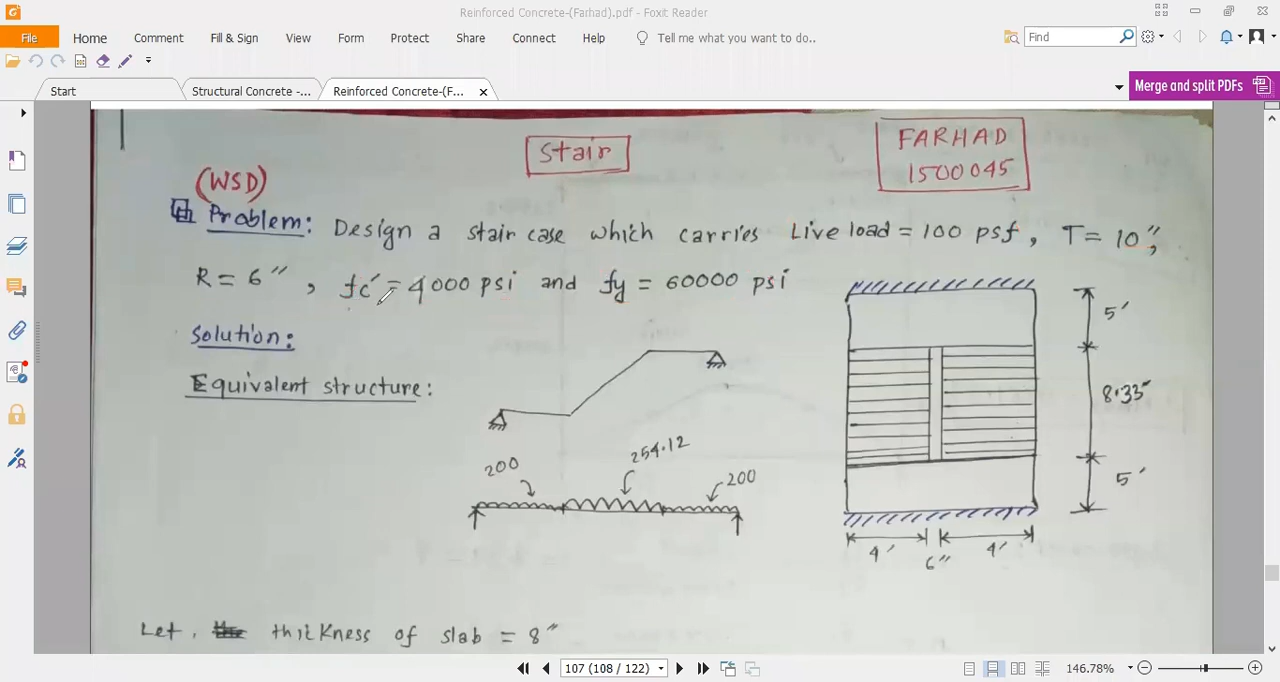 Reinforced Concrete-(Farhad).pdf - Foxit Reader
File Home Comment Fill & Sign View Form Protect Share Connect Help Tell me what you want to do.. Find
Start Structural Concrete -... Reinforced Concrete-(F... Merge and split PDFs
Stair
FARHAD
1500045
(WSD)
Problem: Design a stair case which carries Live load = 100 psf, T = 10",
R = 6", fc' = 4000 psi and fy = 60000 psi
Solution:
Equivalent structure:
5'
8.33'
5'
200 254.12 200
4' 6" 4'
Let, thickness of slab = 8"
107 (108 / 122) 146.78%